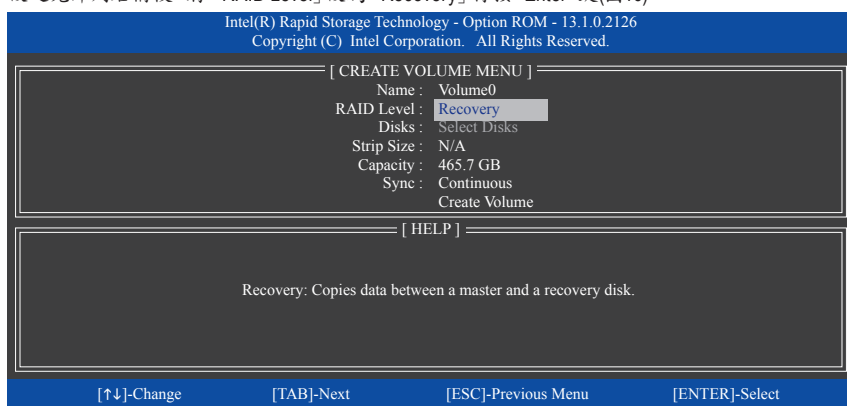 Intel(R) Rapid Storage Technology - Option ROM - 13.1.0.2126
Copyright (C) Intel Corporation. All Rights Reserved.
[ CREATE VOLUME MENU ]
Name : Volume0
RAID Level : Recovery
Disks : Select Disks
Strip Size : N/A
Capacity : 465.7 GB
Sync : Continuous
Create Volume
[ HELP ]
Recovery: Copies data between a master and a recovery disk.
[↑↓]-Change [TAB]-Next [ESC]-Previous Menu [ENTER]-Select